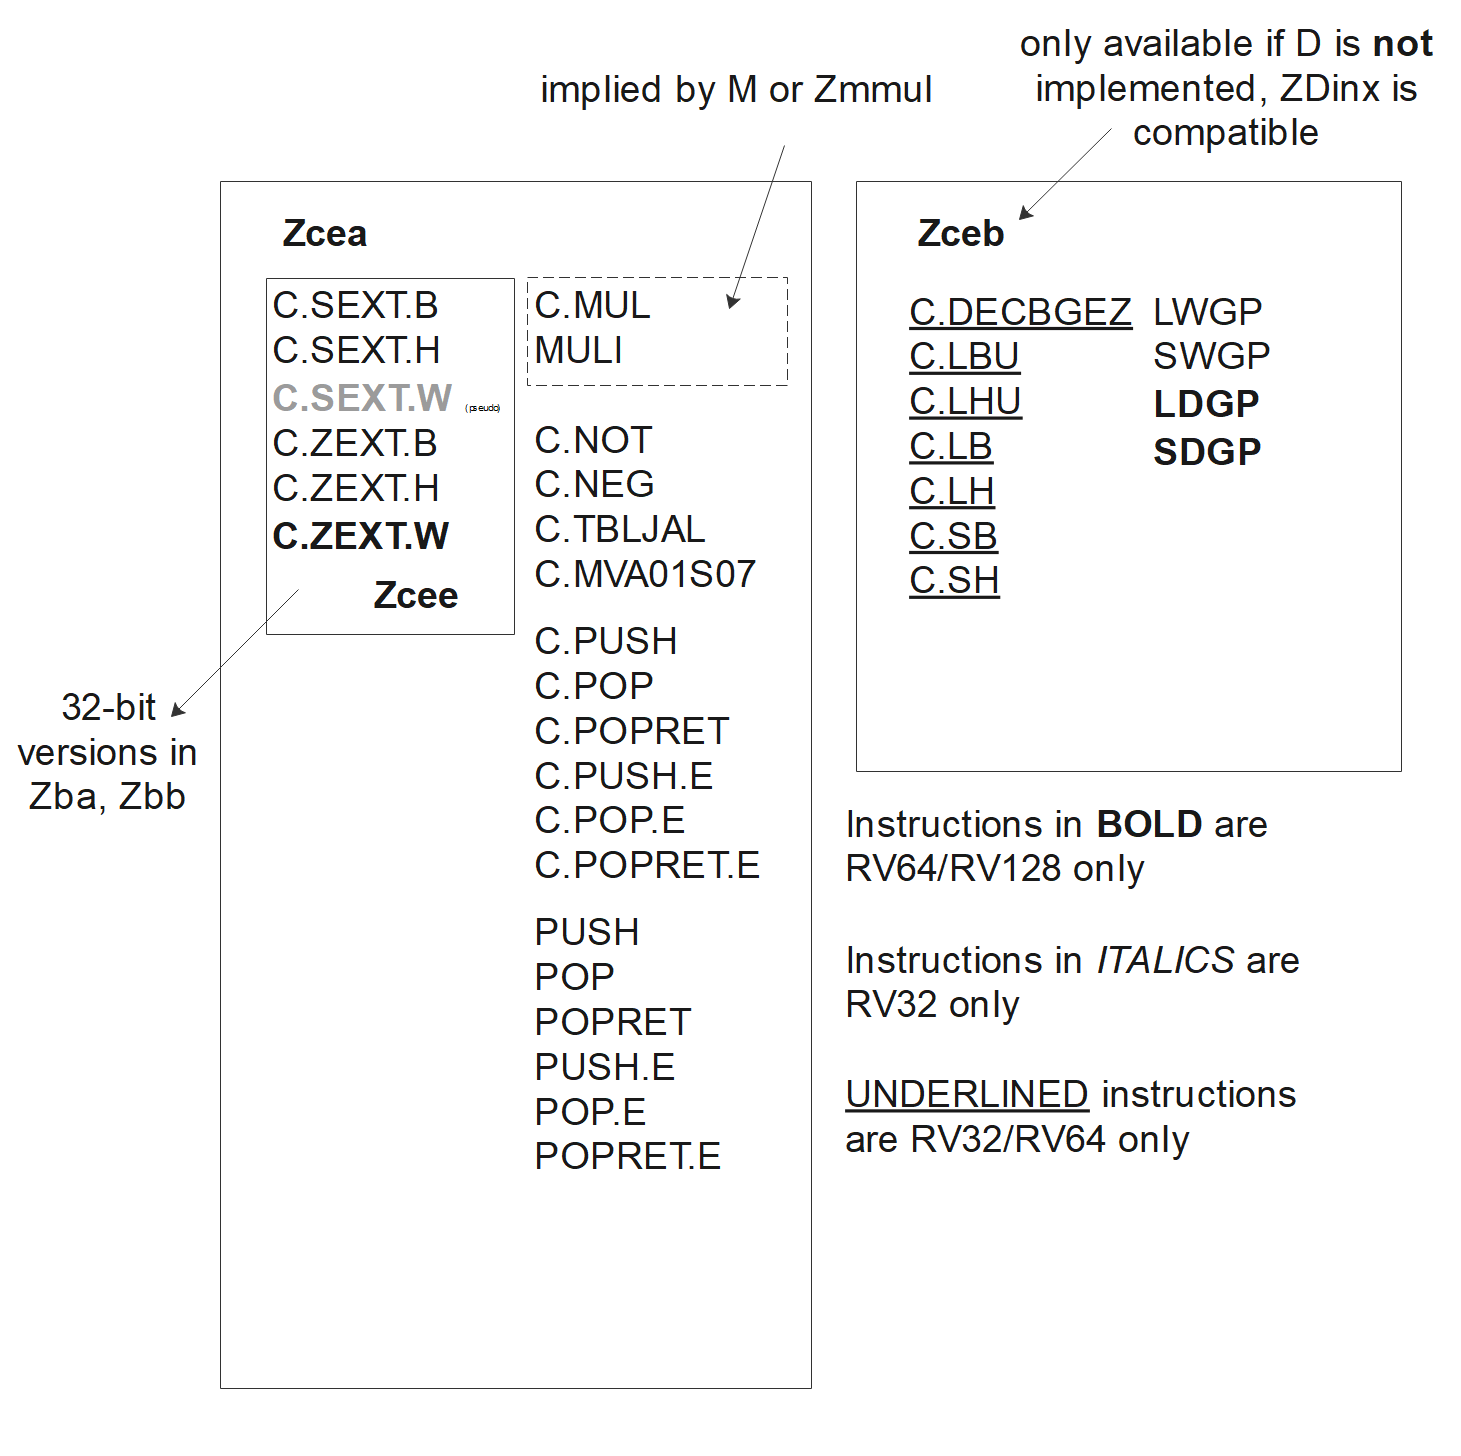 only available if D is not
implemented, ZDinx is
compatible
implied by M or Zmmul
Zcea
C.SEXT.B
C.SEXT.H
C.SEXT.W (pseudo)
C.ZEXT.B
C.ZEXT.H
C.ZEXT.W
Zcee
32-bit
versions in
Zba, Zbb
C.MUL
MULI
C.NOT
C.NEG
C.TBLJAL
C.MVA01S07
C.PUSH
C.POP
C.POPRET
C.PUSH.E
C.POP.E
C.POPRET.E
PUSH
POP
POPRET
PUSH.E
POP.E
POPRET.E
Zceb
C.DECBGEZ
C.LBU
C.LHU
C.LB
C.LH
C.SB
C.SH
LWGP
SWGP
LDGP
SDGP
Instructions in BOLD are
RV64/RV128 only
Instructions in ITALICS are
RV32 only
UNDERLINED instructions
are RV32/RV64 only